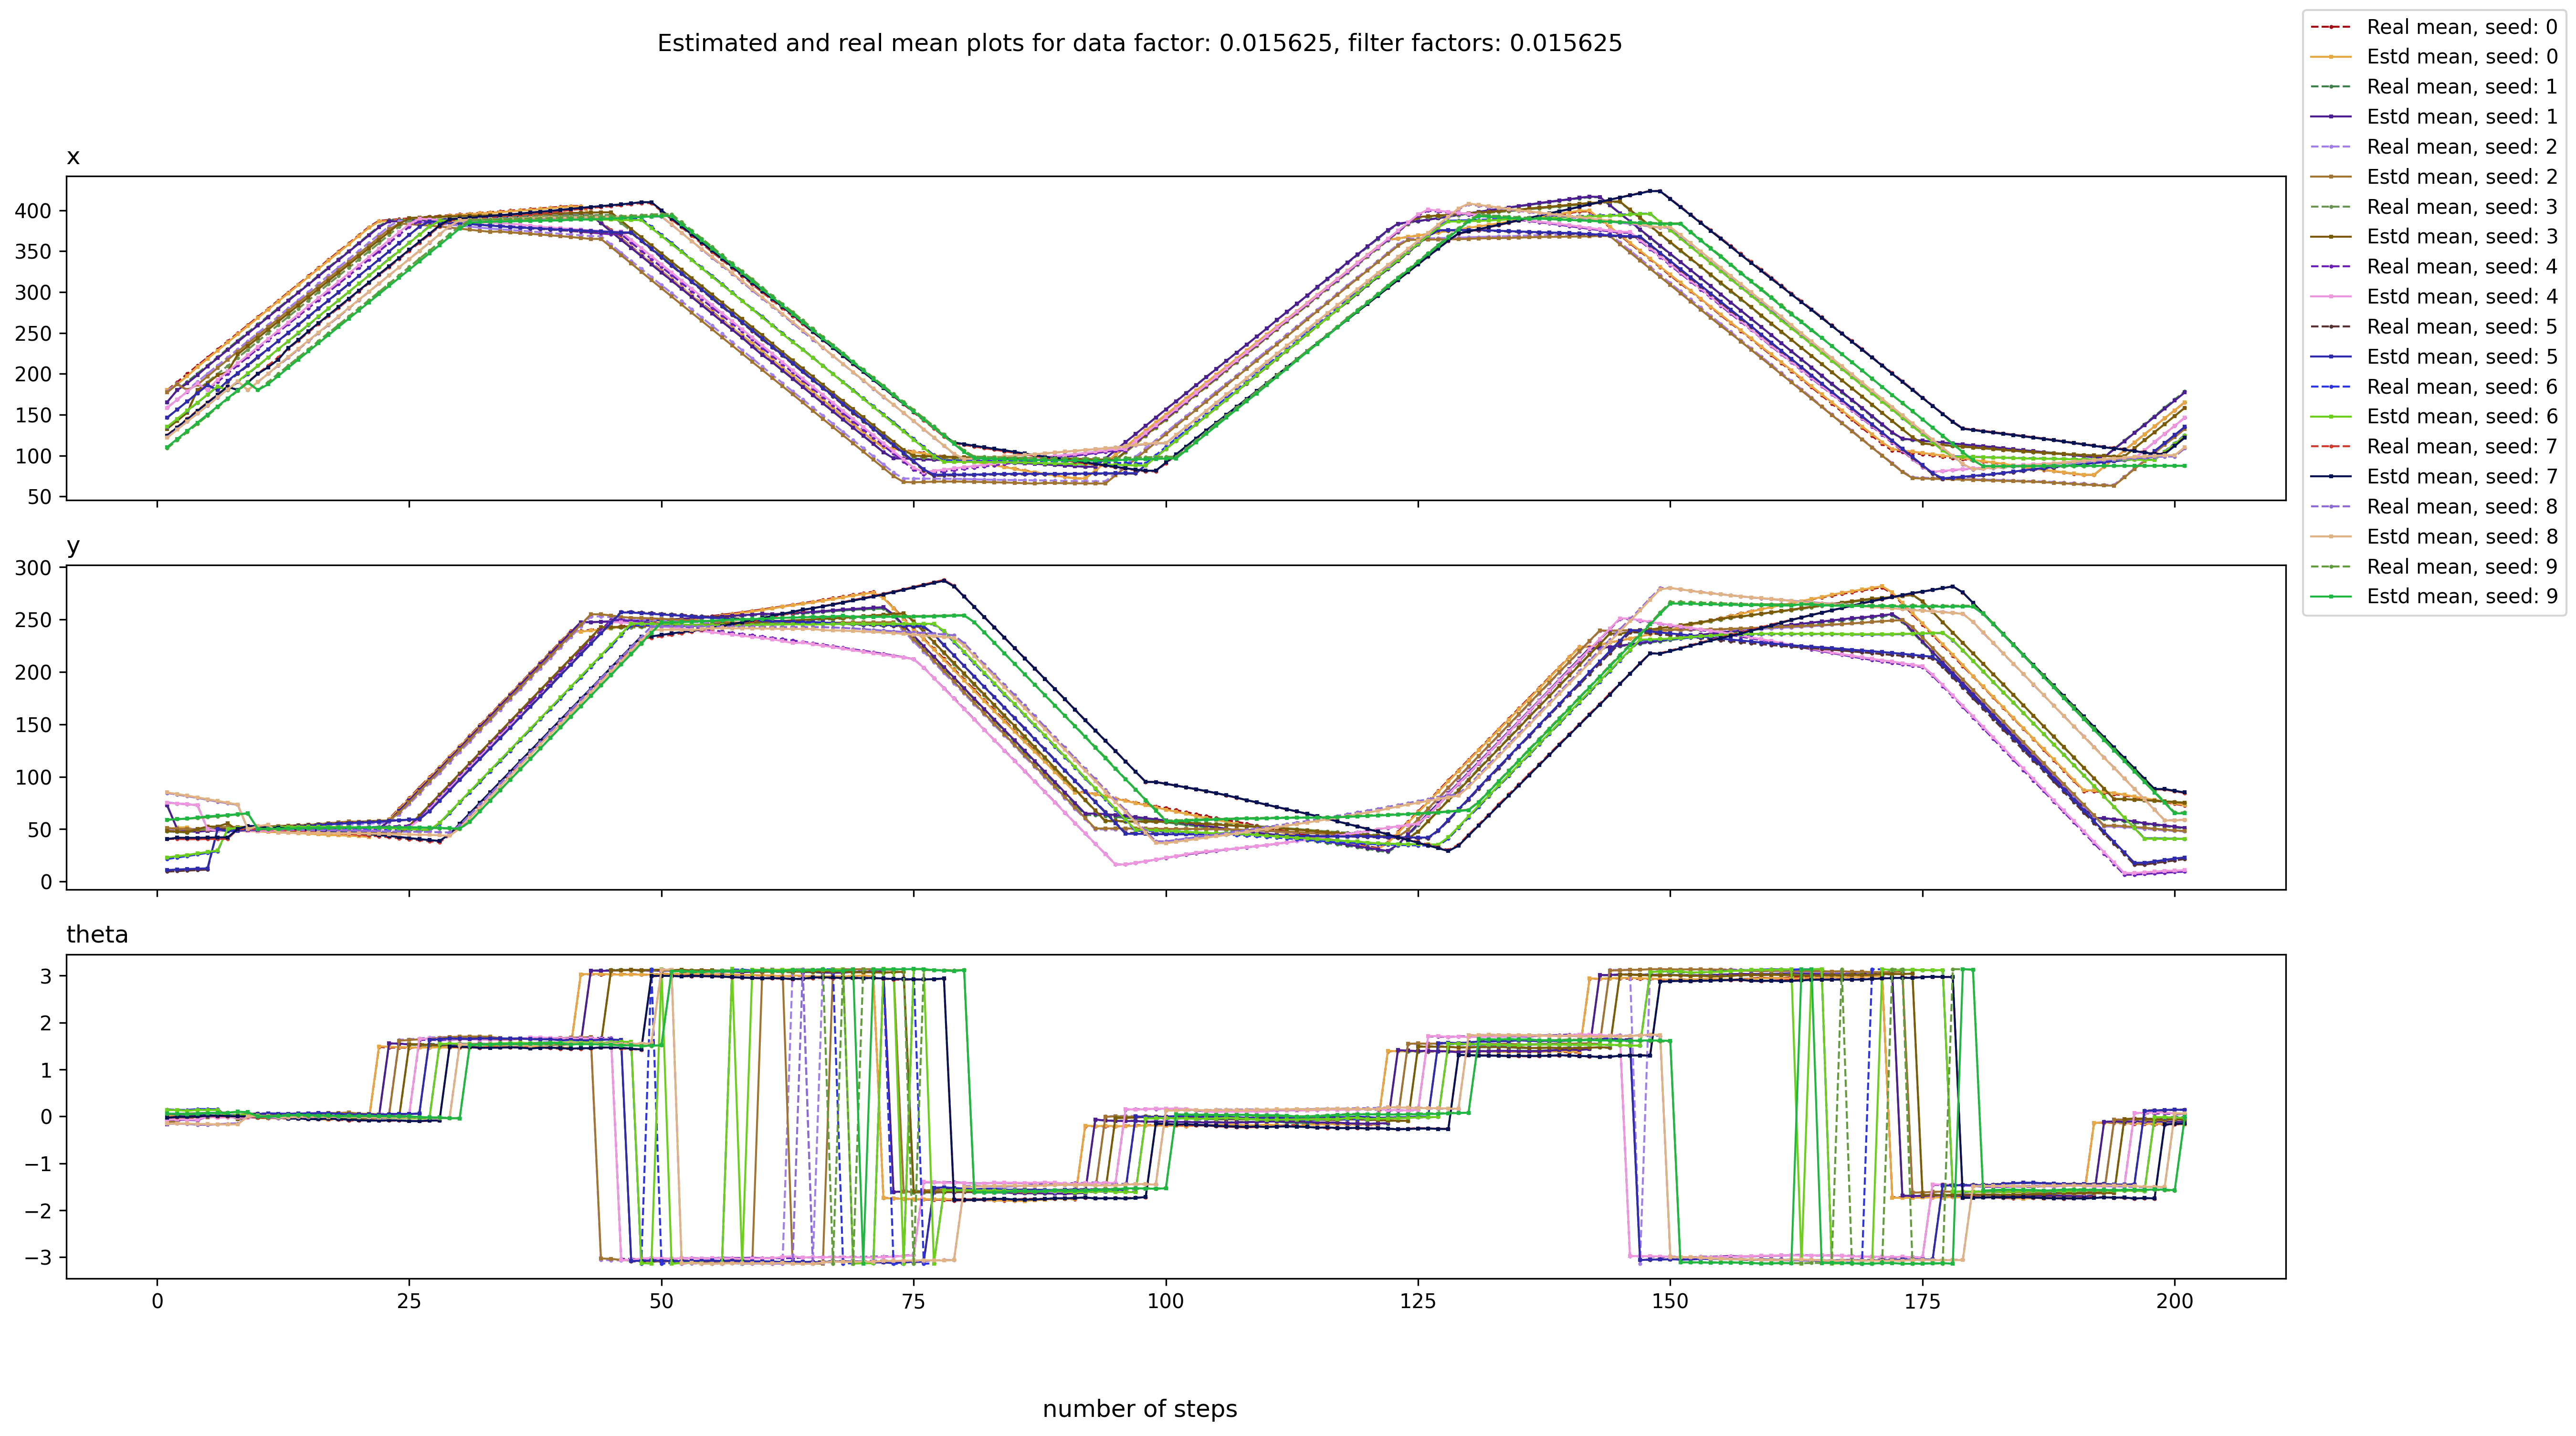 Estimated and real mean plots for data factor: 0.015625, filter factors: 0.015625
Real mean, seed: 0
Estd mean, seed: 0
Real mean, seed: 1
Estd mean, seed: 1
Real mean, seed: 2
Estd mean, seed: 2
Real mean, seed: 3
Estd mean, seed: 3
Real mean, seed: 4
Estd mean, seed: 4
Real mean, seed: 5
Estd mean, seed: 5
Real mean, seed: 6
Estd mean, seed: 6
Real mean, seed: 7
Estd mean, seed: 7
Real mean, seed: 8
Estd mean, seed: 8
Real mean, seed: 9
Estd mean, seed: 9
x
400
350
300
250
200
150
100
50
y
300
250
200
150
100
50
0
theta
3
2
1
0
−1
−2
−3
0 25 50 75 100 125 150 175 200
number of steps